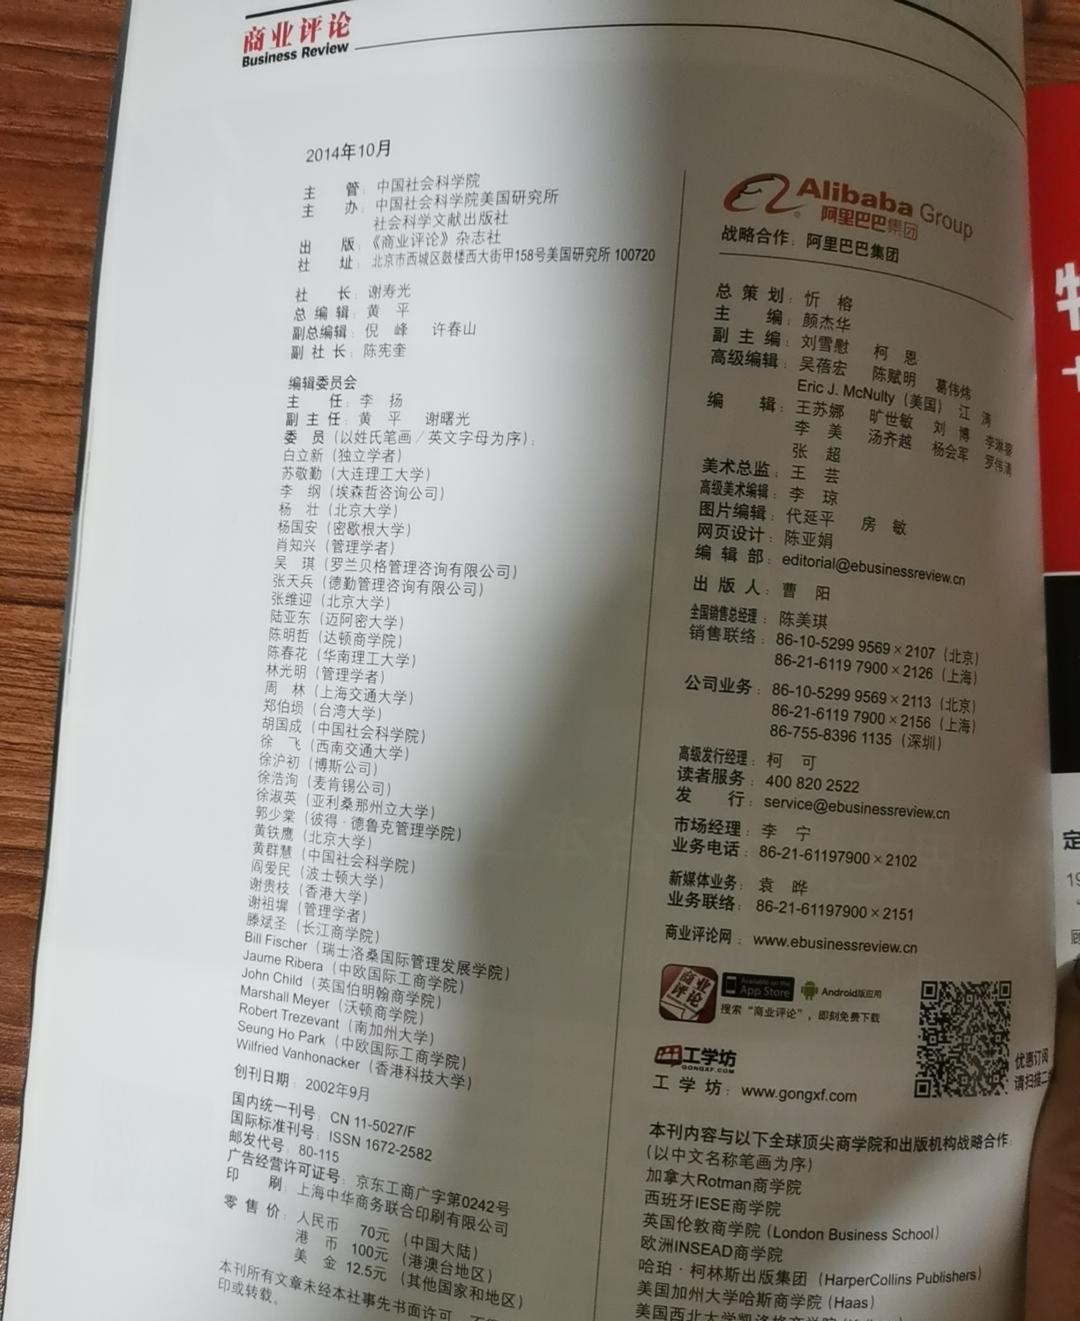 商业评论
Business Review
2014年10月
主 管：中国社会科学院
主 办：中国社会科学院美国研究所
社会科学文献出版社
出 版：《商业评论》杂志社
社 址：北京市西城区鼓楼西大街甲158号美国研究所 100720
社 长：谢寿光
总 编 辑：黄 平
副总编辑：倪 峰 许春山
副 社 长：陈宪奎
编辑委员会
主 任：李 扬
副 主 任：黄 平 谢曙光
委 员（以姓氏笔画／英文字母为序）：
白立新（独立学者）
苏敬勤（大连理工大学）
李 纲（埃森哲咨询公司）
杨 壮（北京大学）
杨国安（密歇根大学）
肖知兴（管理学者）
吴 琪（罗兰贝格管理咨询有限公司）
张天兵（德勤管理咨询有限公司）
张维迎（北京大学）
陆亚东（迈阿密大学）
陈明哲（达顿商学院）
陈春花（华南理工大学）
林光明（管理学者）
周 林（上海交通大学）
郑伯埙（台湾大学）
胡国成（中国社会科学院）
徐 飞（西南交通大学）
徐沪初（博斯公司）
徐浩洵（麦肯锡公司）
徐淑英（亚利桑那州立大学）
郭少棠（彼得·德鲁克管理学院）
黄铁鹰（北京大学）
黄群慧（中国社会科学院）
阎爱民（波士顿大学）
谢贵枝（香港大学）
谢祖墀（管理学者）
滕斌圣（长江商学院）
Bill Fischer（瑞士洛桑国际管理发展学院）
Jaume Ribera（中欧国际工商学院）
John Child（英国伯明翰商学院）
Marshall Meyer（沃顿商学院）
Robert Trezevant（南加州大学）
Seung Ho Park（中欧国际工商学院）
Wilfried Vanhonacker（香港科技大学）
创刊日期：2002年9月
国内统一刊号：CN 11-5027/F
国际标准刊号：ISSN 1672-2582
邮发代号：80-115
广告经营许可证号：京东工商广字第0242号
印 刷：上海中华商务联合印刷有限公司
零 售 价：人民币 70元（中国大陆）
港 币 100元（港澳台地区）
美 金 12.5元（其他国家和地区）
本刊所有文章未经本社事先书面许可，不得
印或转载。
Alibaba Group
阿里巴巴集团
战略合作：阿里巴巴集团
总 策 划：忻 榕
主 编：颜杰华
副 主 编：刘雪慰 柯 恩
高级编辑：吴蓓宏 陈赋明 葛伟炜
Eric J. McNulty（美国） 江 涛
编 辑：王苏娜 旷世敏 刘 博 李琳
李 美 汤齐越 杨会军 罗伟
张 超
美术总监：王 芸
高级美术编辑：李 琼
图片编辑：代延平 房 敏
网页设计：陈亚娟
编 辑 部：editorial@ebusinessreview.cn
出 版 人：曹 阳
全国销售总经理：陈美琪
销售联络：86-10-5299 9569×2107（北京）
86-21-6119 7900×2126（上海）
公司业务：86-10-5299 9569×2113（北京）
86-21-6119 7900×2156（上海）
86-755-8396 1135（深圳）
高级发行经理：柯 可
读者服务：400 820 2522
发 行：service@ebusinessreview.cn
市场经理：李 宁
业务电话：86-21-61197900×2102
新媒体业务：袁 晔
业务联络：86-21-61197900×2151
商业评论网：www.ebusinessreview.cn
商业评论
Available on the App Store
Android版应用
搜索“商业评论”，即刻免费下载
优惠订阅
请扫描二
工学坊
GONGXF.COM
工 学 坊：www.gongxf.com
本刊内容与以下全球顶尖商学院和出版机构战略合作：
（以中文名称笔画为序）
加拿大Rotman商学院
西班牙IESE商学院
英国伦敦商学院（London Business School）
欧洲INSEAD商学院
哈珀·柯林斯出版集团（HarperCollins Publishers）
美国加州大学哈斯商学院（Haas）
美国西北大学凯洛格商学院
定
19